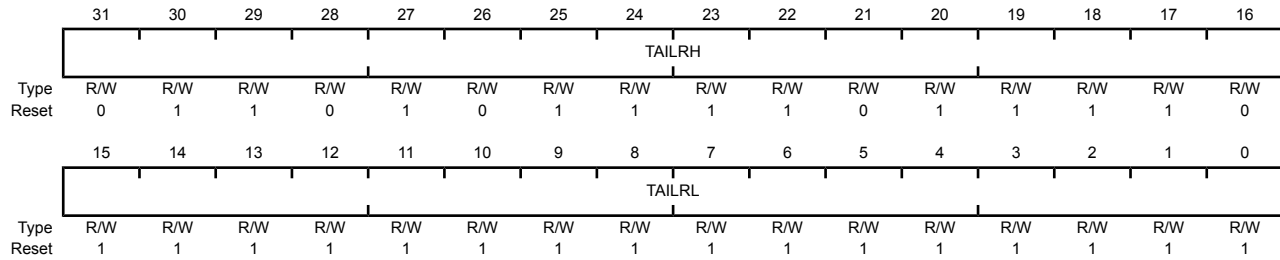 31 30 29 28 27 26 25 24 23 22 21 20 19 18 17 16
TAILRH
Type R/W R/W R/W R/W R/W R/W R/W R/W R/W R/W R/W R/W R/W R/W R/W R/W
Reset 0 1 1 0 1 0 1 1 1 1 0 1 1 1 1 0
15 14 13 12 11 10 9 8 7 6 5 4 3 2 1 0
TAILRL
Type R/W R/W R/W R/W R/W R/W R/W R/W R/W R/W R/W R/W R/W R/W R/W R/W
Reset 1 1 1 1 1 1 1 1 1 1 1 1 1 1 1 1